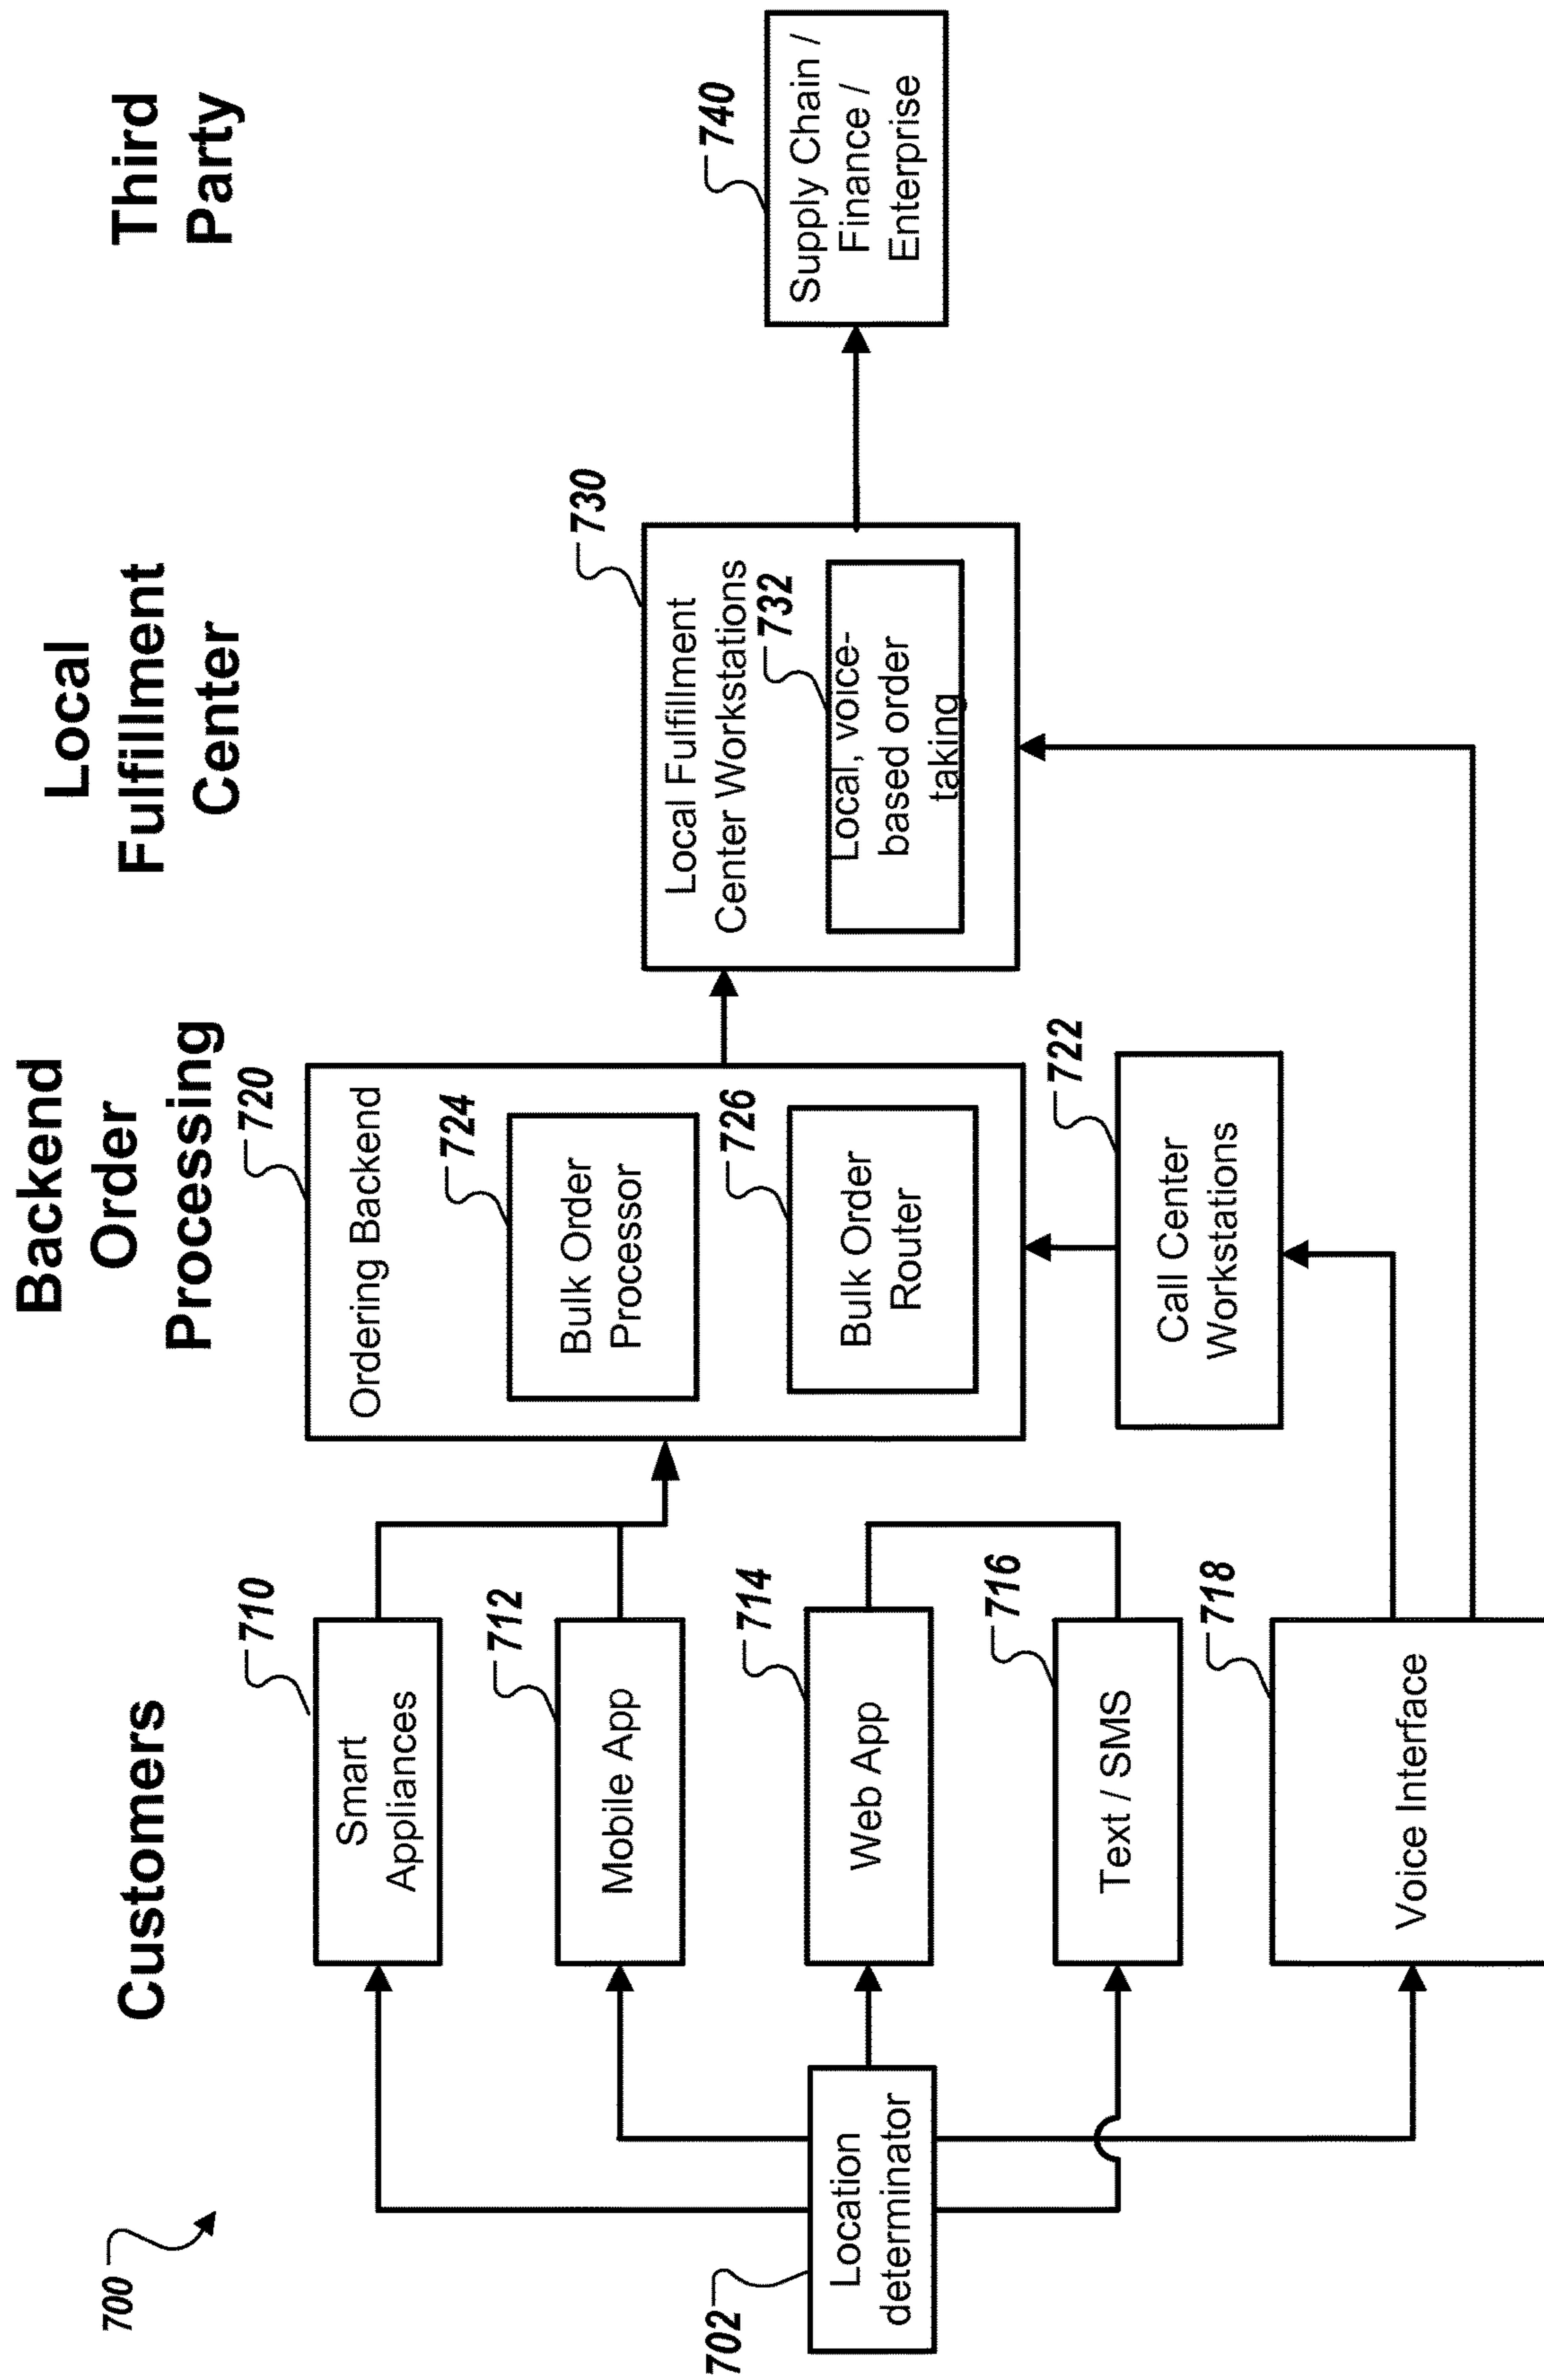 700
Customers
Backend
Order
Processing
Local
Fulfillment
Center
Third
Party
702
Location
determinator
710
Smart
Appliances
712
Mobile App
714
Web App
716
Text / SMS
718
Voice Interface
720
Ordering Backend
724
Bulk Order
Processor
726
Bulk Order
Router
722
Call Center
Workstations
730
Local Fulfillment
Center Workstations
732
Local, voice-
based order
taking
740
Supply Chain /
Finance /
Enterprise